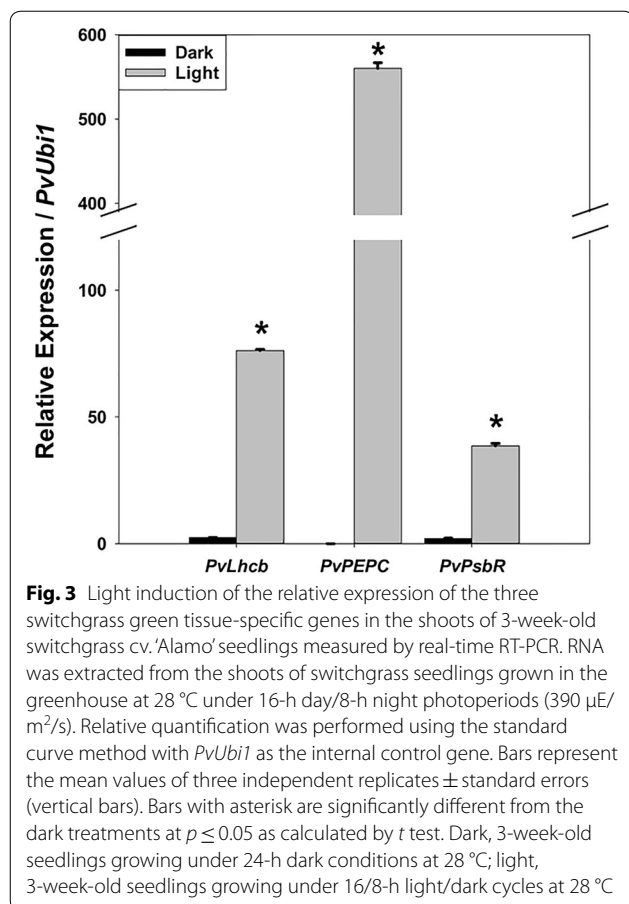 600
Dark
Light
*
500
400
Relative Expression / PvUbi1
100
*
*
50
0
PvLhcb PvPEPC PvPsbR
Fig. 3 Light induction of the relative expression of the three
switchgrass green tissue-specific genes in the shoots of 3-week-old
switchgrass cv. ‘Alamo’ seedlings measured by real-time RT-PCR. RNA
was extracted from the shoots of switchgrass seedlings grown in the
greenhouse at 28 °C under 16-h day/8-h night photoperiods (390 µE/
m²/s). Relative quantification was performed using the standard
curve method with PvUbi1 as the internal control gene. Bars represent
the mean values of three independent replicates ± standard errors
(vertical bars). Bars with asterisk are significantly different from the
dark treatments at p ≤ 0.05 as calculated by t test. Dark, 3-week-old
seedlings growing under 24-h dark conditions at 28 °C; light,
3-week-old seedlings growing under 16/8-h light/dark cycles at 28 °C